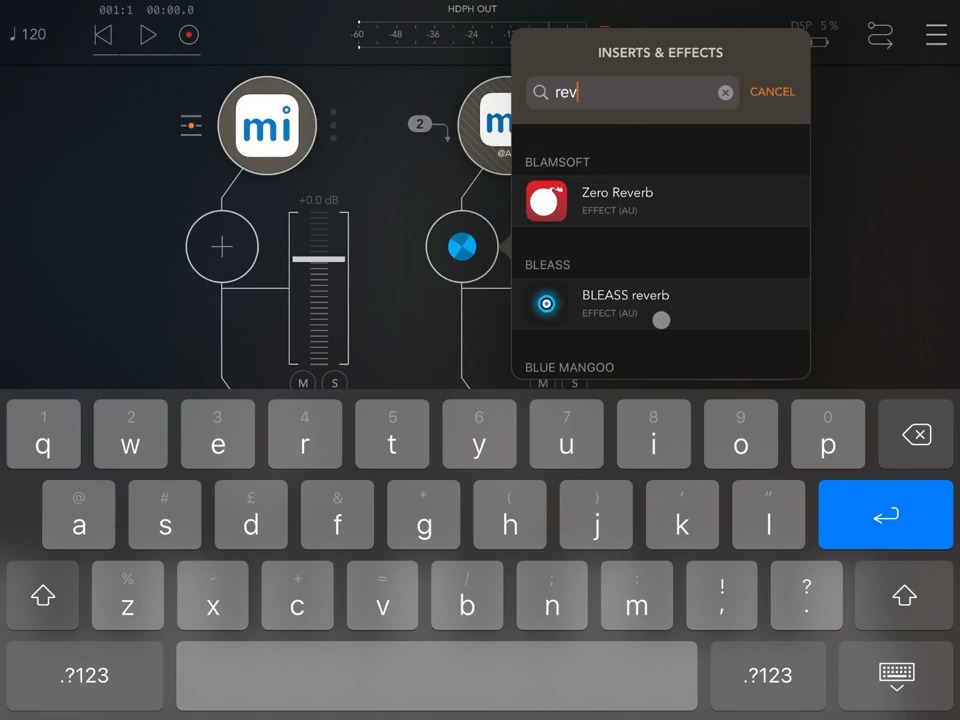 001:1 00:00.0
HDPH OUT
♩ 120
-60 -48 -36 -24
DSP: 5 %
INSERTS & EFFECTS
rev
CANCEL
BLAMSOFT
Zero Reverb
EFFECT (AU)
BLEASS
BLEASS reverb
EFFECT (AU)
BLUE MANGOO
mi
2
m
@A
+0.0 dB
M S
M S
1 2 3 4 5 6 7 8 9 0
q w e r t y u i o p
@ # £ & * ( ) ' "
a s d f g h j k l
% - + = / ; : ! ?
z x c v b n m , .
.?123 .?123